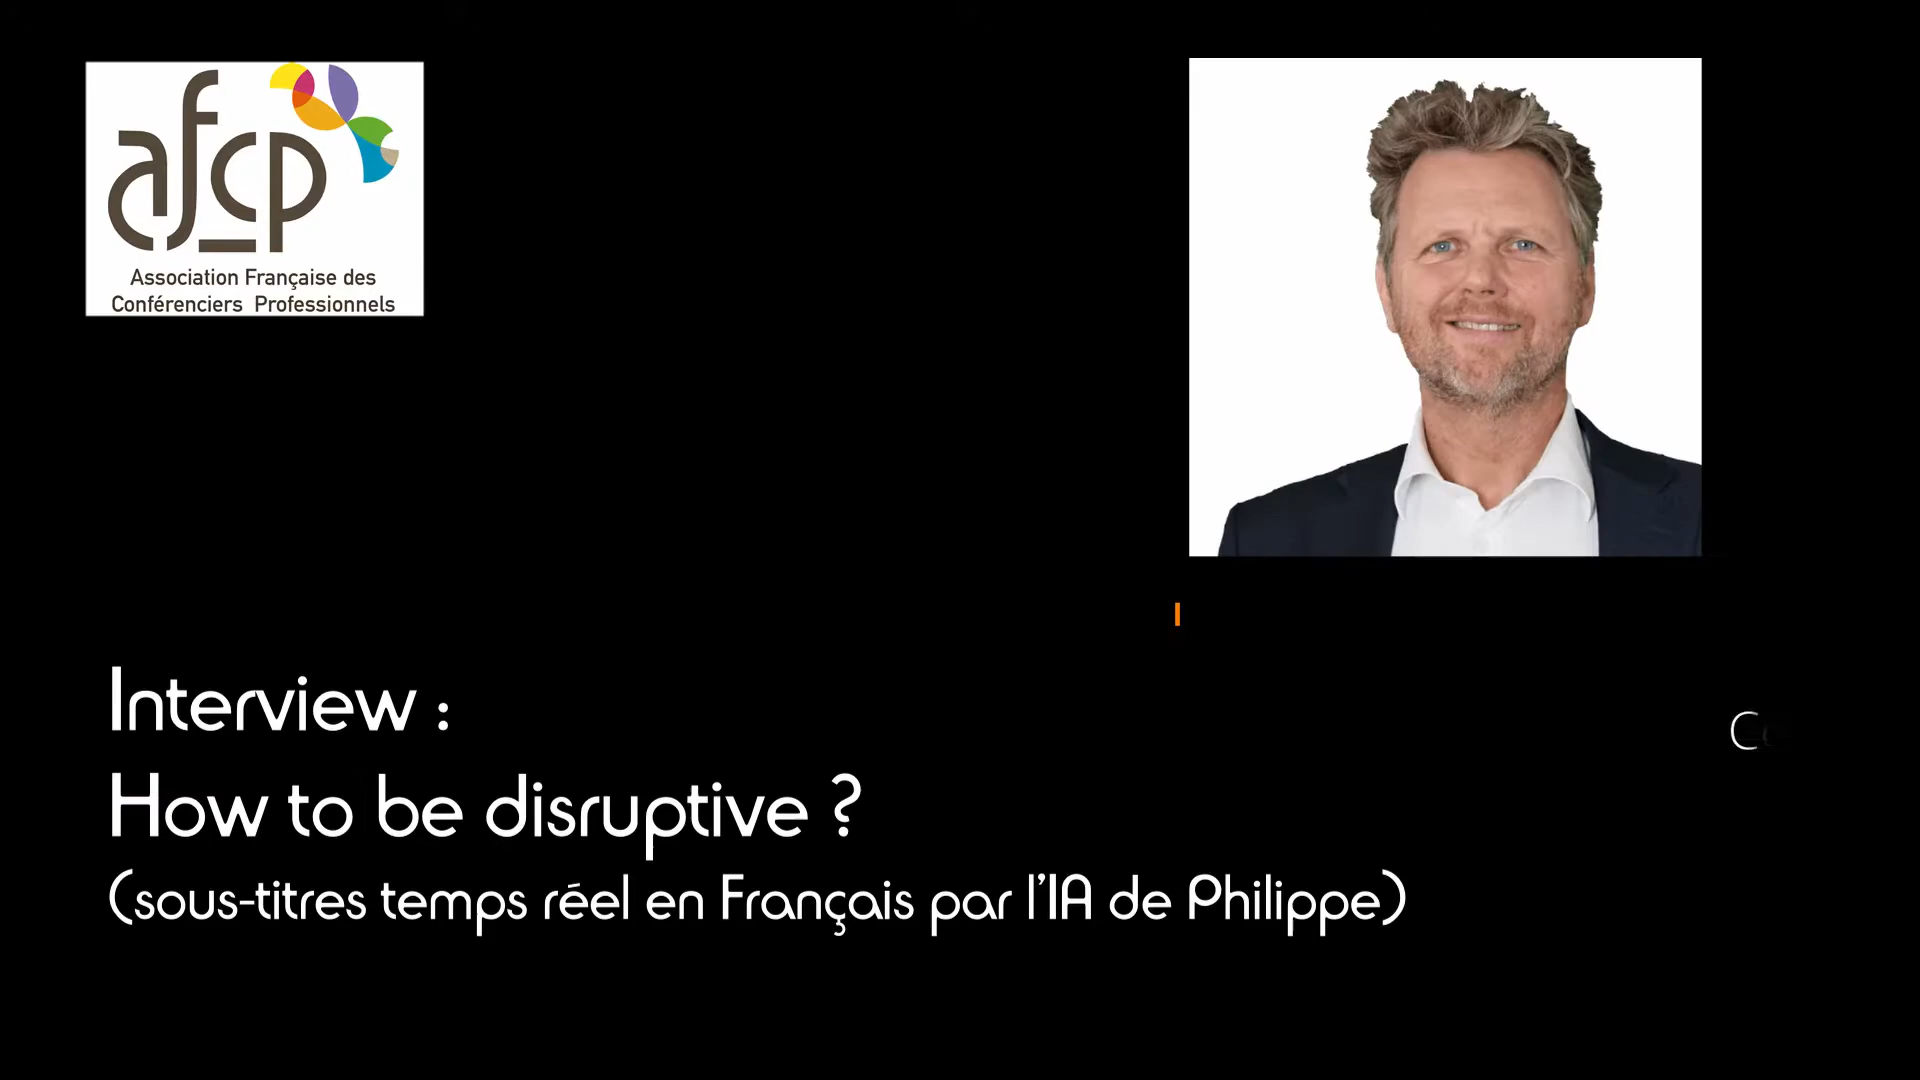 afcp
Association Française des
Conférenciers Professionnels
Interview :
How to be disruptive ?
(sous-titres temps réel en Français par l'IA de Philippe)